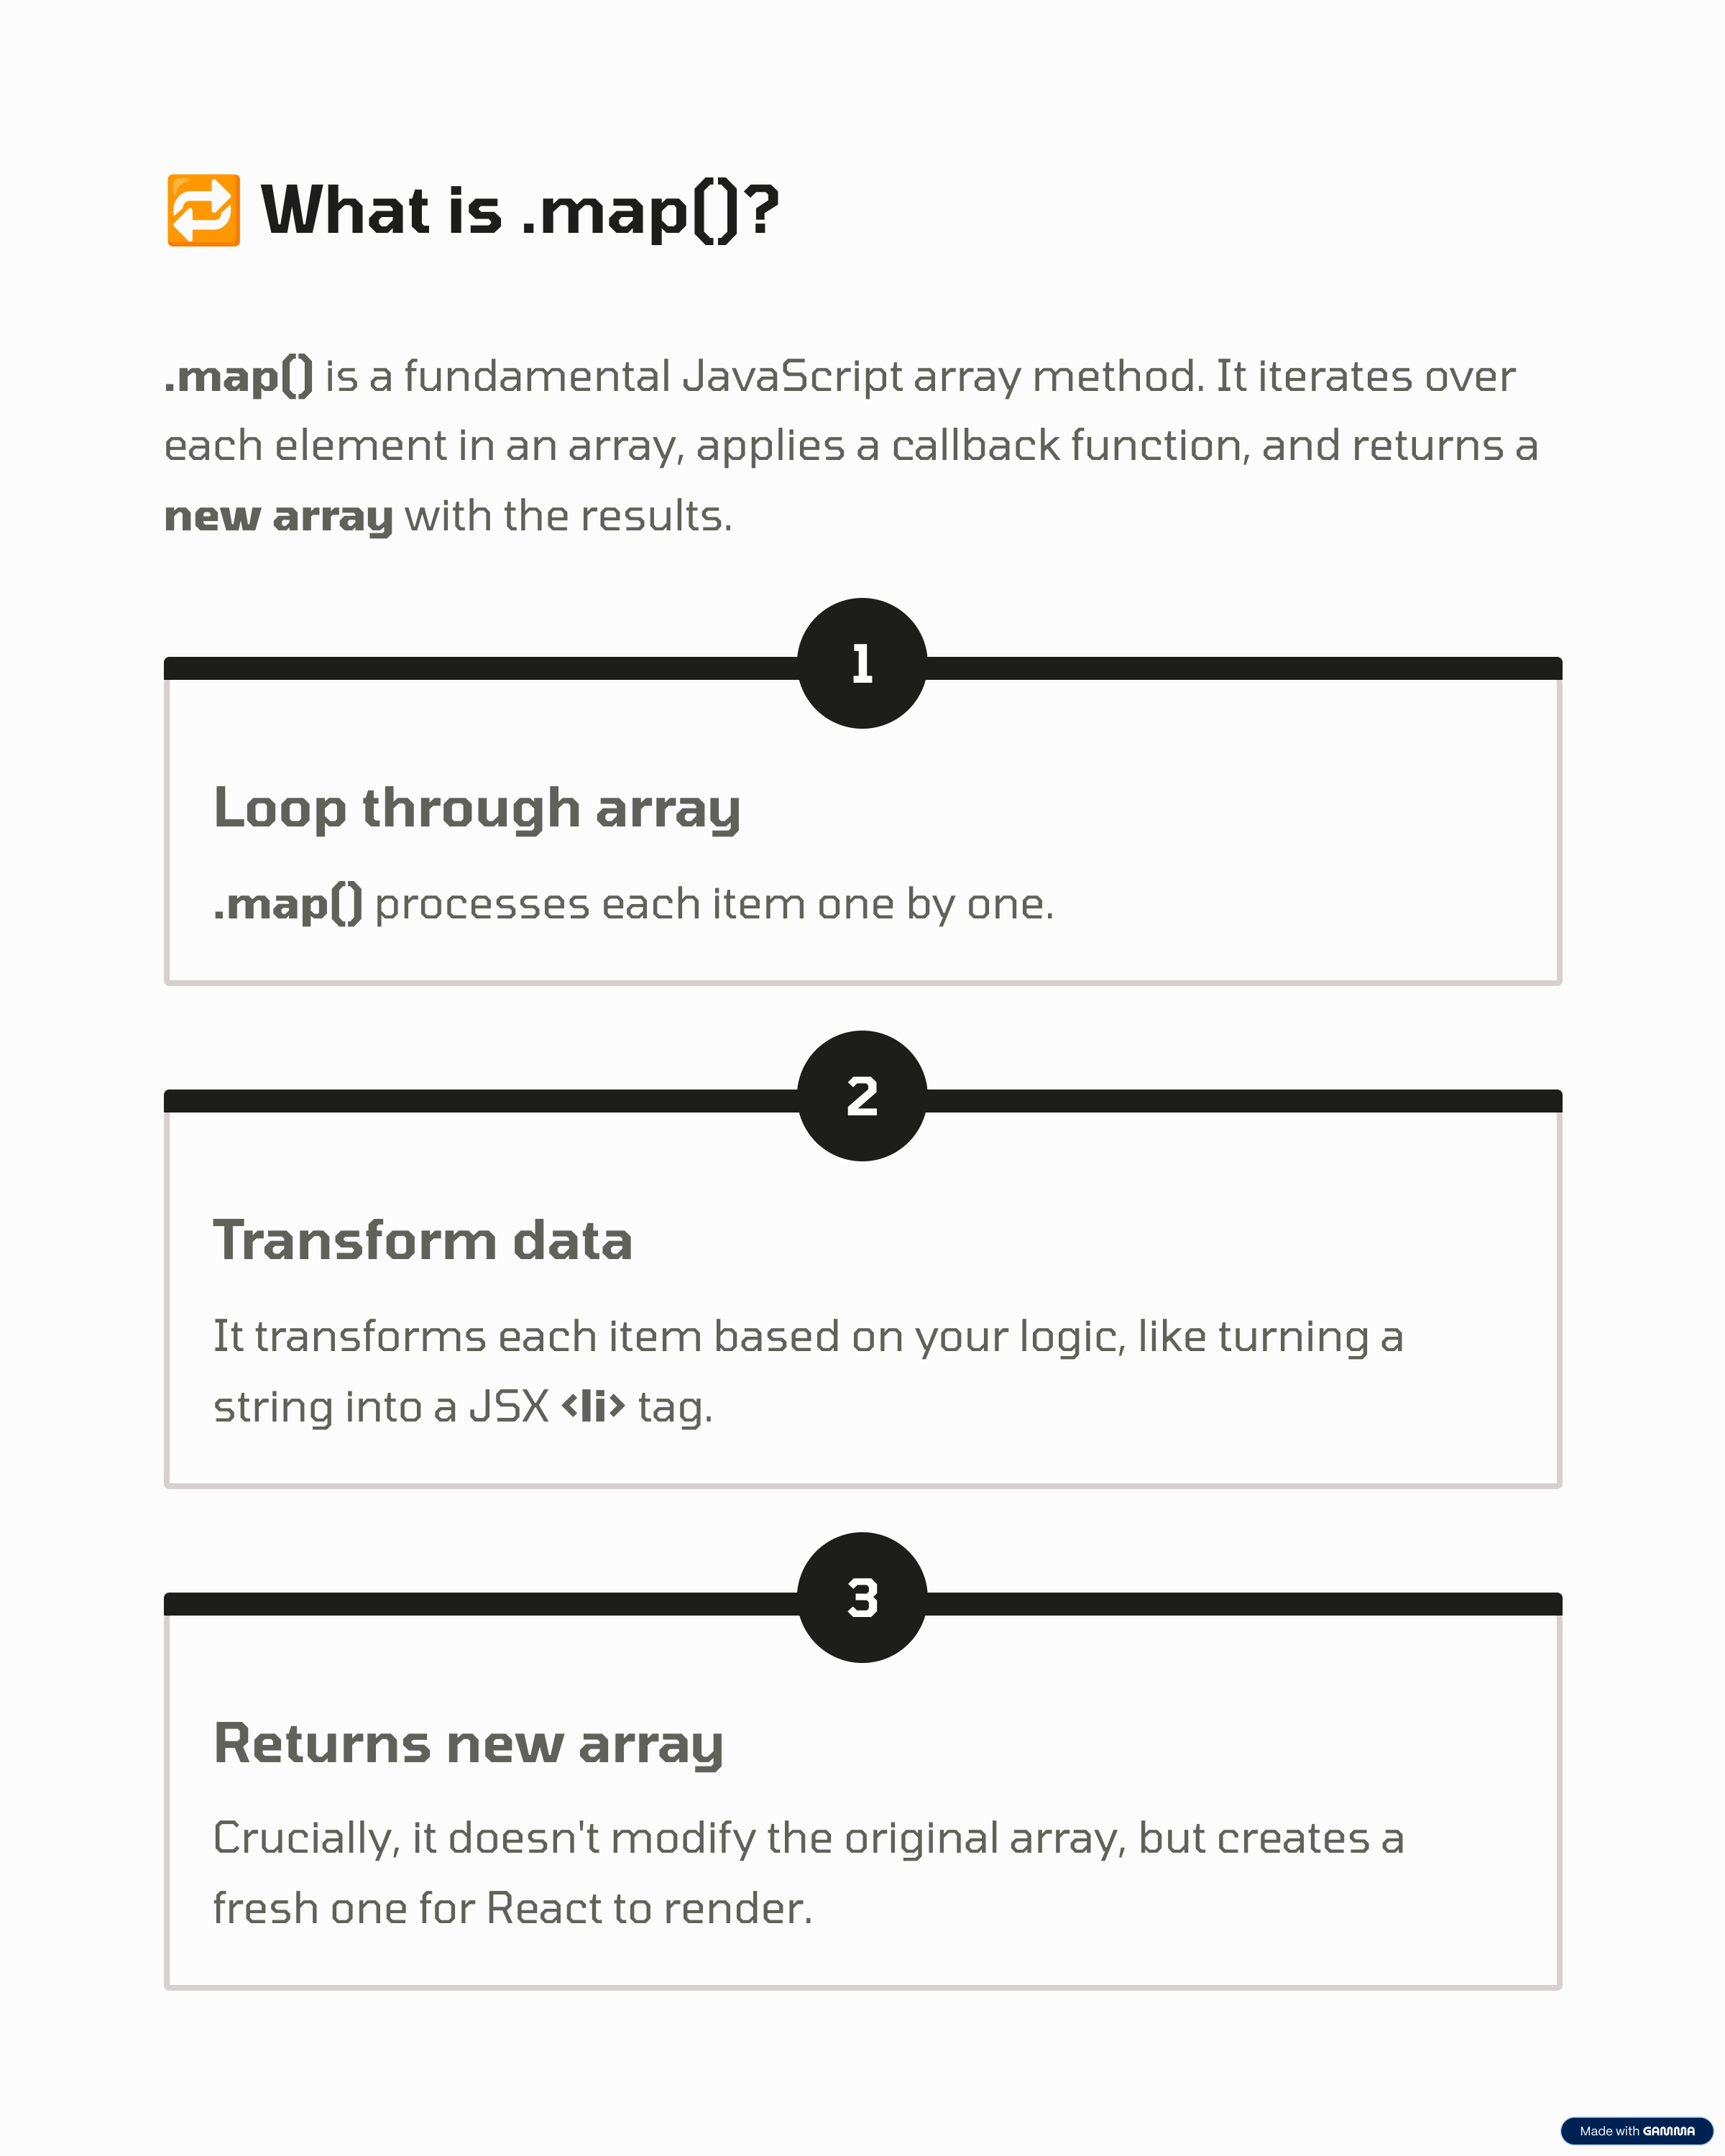 🔁 What is .map()?
.map() is a fundamental JavaScript array method. It iterates over
each element in an array, applies a callback function, and returns a
new array with the results.
1
Loop through array
.map() processes each item one by one.
2
Transform data
It transforms each item based on your logic, like turning a
string into a JSX <li> tag.
3
Returns new array
Crucially, it doesn't modify the original array, but creates a
fresh one for React to render.
Made with GAMMA